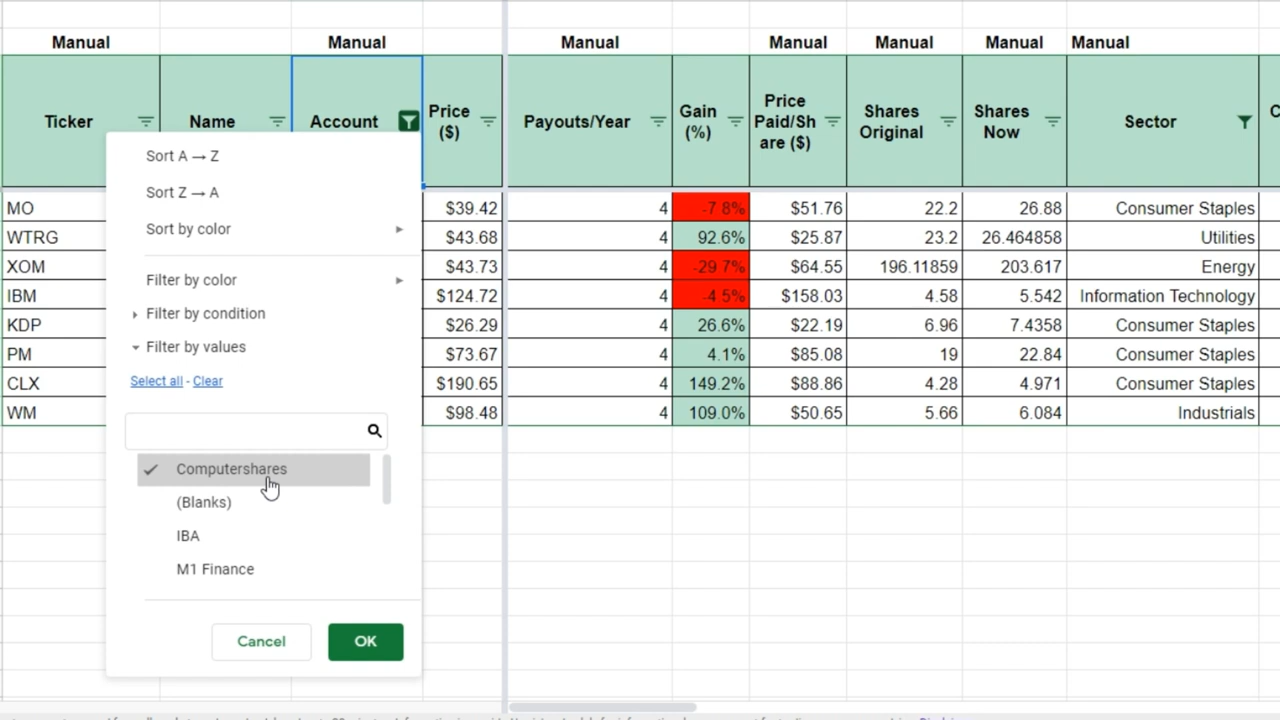 Manual Manual Manual Manual Manual Manual Manual
Ticker Name Account Price ($) Payouts/Year Gain (%) Price Paid/Sh are ($) Shares Original Shares Now Sector C
Sort A → Z
Sort Z → A
Sort by color
Filter by color
Filter by condition
Filter by values
Select all - Clear
Computershares
(Blanks)
IBA
M1 Finance
Cancel OK
MO $39.42 4 -7.8% $51.76 22.2 26.88 Consumer Staples
WTRG $43.68 4 92.6% $25.87 23.2 26.464858 Utilities
XOM $43.73 4 -29.7% $64.55 196.11859 203.617 Energy
IBM $124.72 4 -4.5% $158.03 4.58 5.542 Information Technology
KDP $26.29 4 26.6% $22.19 6.96 7.4358 Consumer Staples
PM $73.67 4 4.1% $85.08 19 22.84 Consumer Staples
CLX $190.65 4 149.2% $88.86 4.28 4.971 Consumer Staples
WM $98.48 4 109.0% $50.65 5.66 6.084 Industrials